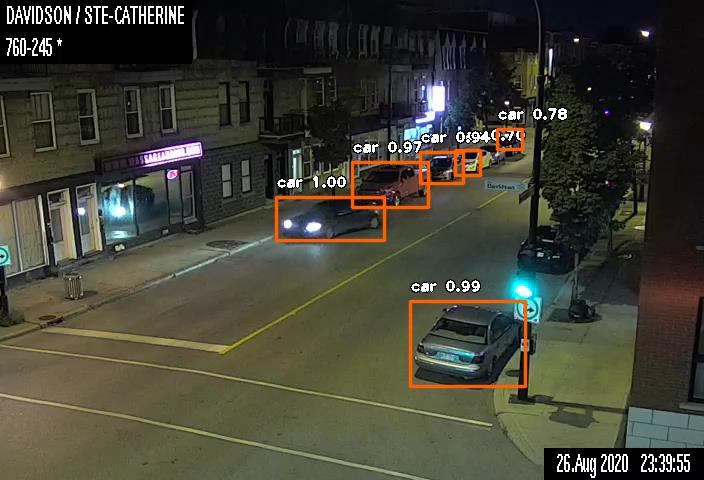 DAVIDSON / STE-CATHERINE
760-245 *
car 0.78
car 0.97
car 1.00
Davidson
car 0.99
26.Aug 2020 23:39:55